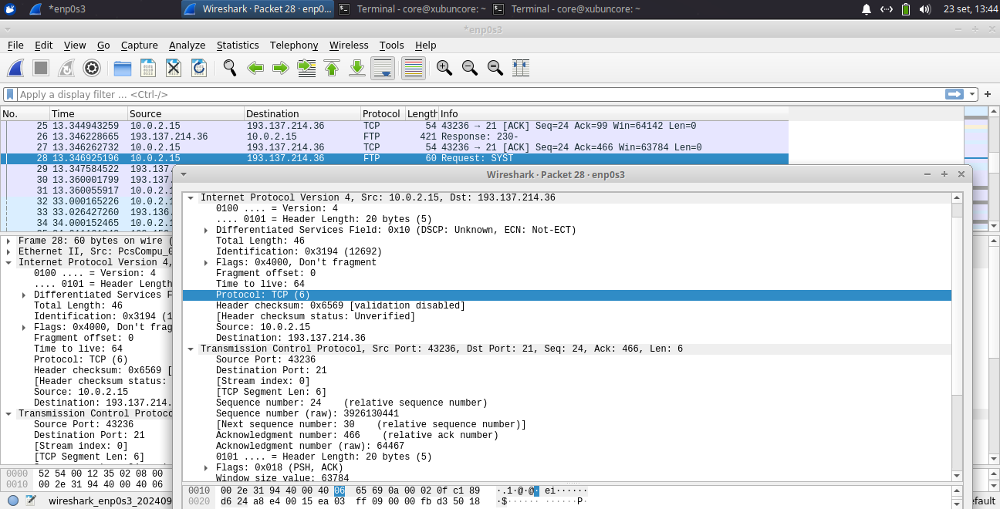 *enp0s3 Wireshark · Packet 28 · enp0... Terminal - core@xubuncore: ~ Terminal - core@xubuncore: ~ 23 set, 13:44
*enp0s3
File Edit View Go Capture Analyze Statistics Telephony Wireless Tools Help
Apply a display filter ... <Ctrl-/>
No. Time Source Destination Protocol Length Info
25 13.344943259 10.0.2.15 193.137.214.36 TCP 54 43236 → 21 [ACK] Seq=24 Ack=99 Win=64142 Len=0
26 13.346228665 193.137.214.36 10.0.2.15 FTP 421 Response: 230-
27 13.346262732 10.0.2.15 193.137.214.36 TCP 54 43236 → 21 [ACK] Seq=24 Ack=466 Win=63784 Len=0
28 13.346925196 10.0.2.15 193.137.214.36 FTP 60 Request: SYST
29 13.347584522 193.137.
30 13.360001799 193.137.
31 13.360055917 10.0.2.1
32 33.000165226 10.0.2.1
33 33.026427260 193.136.
34 34.000152465 10.0.2.1
Frame 28: 60 bytes on wire (
Ethernet II, Src: PcsCompu_0
Internet Protocol Version 4,
0100 .... = Version: 4
.... 0101 = Header Length
Differentiated Services F
Total Length: 46
Identification: 0x3194 (1
Flags: 0x4000, Don't frag
Fragment offset: 0
Time to live: 64
Protocol: TCP (6)
Header checksum: 0x6569 [
[Header checksum status:
Source: 10.0.2.15
Destination: 193.137.214.
Transmission Control Protoco
Source Port: 43236
Destination Port: 21
[Stream index: 0]
[TCP Segment Len: 6]
0000 52 54 00 12 35 02 08 00
0010 00 2e 31 94 40 00 40 06
wireshark_enp0s3_202409
efault
Wireshark · Packet 28 · enp0s3
Internet Protocol Version 4, Src: 10.0.2.15, Dst: 193.137.214.36
0100 .... = Version: 4
.... 0101 = Header Length: 20 bytes (5)
Differentiated Services Field: 0x10 (DSCP: Unknown, ECN: Not-ECT)
Total Length: 46
Identification: 0x3194 (12692)
Flags: 0x4000, Don't fragment
Fragment offset: 0
Time to live: 64
Protocol: TCP (6)
Header checksum: 0x6569 [validation disabled]
[Header checksum status: Unverified]
Source: 10.0.2.15
Destination: 193.137.214.36
Transmission Control Protocol, Src Port: 43236, Dst Port: 21, Seq: 24, Ack: 466, Len: 6
Source Port: 43236
Destination Port: 21
[Stream index: 0]
[TCP Segment Len: 6]
Sequence number: 24 (relative sequence number)
Sequence number (raw): 3926130441
[Next sequence number: 30 (relative sequence number)]
Acknowledgment number: 466 (relative ack number)
Acknowledgment number (raw): 64467
0101 .... = Header Length: 20 bytes (5)
Flags: 0x018 (PSH, ACK)
Window size value: 63784
0010 00 2e 31 94 40 00 40 06 65 69 0a 00 02 0f c1 89 ·.1·@·@· ei······
0020 d6 24 a8 e4 00 15 ea 03 ff 09 00 00 fb d3 50 18 ·$······ ······P·